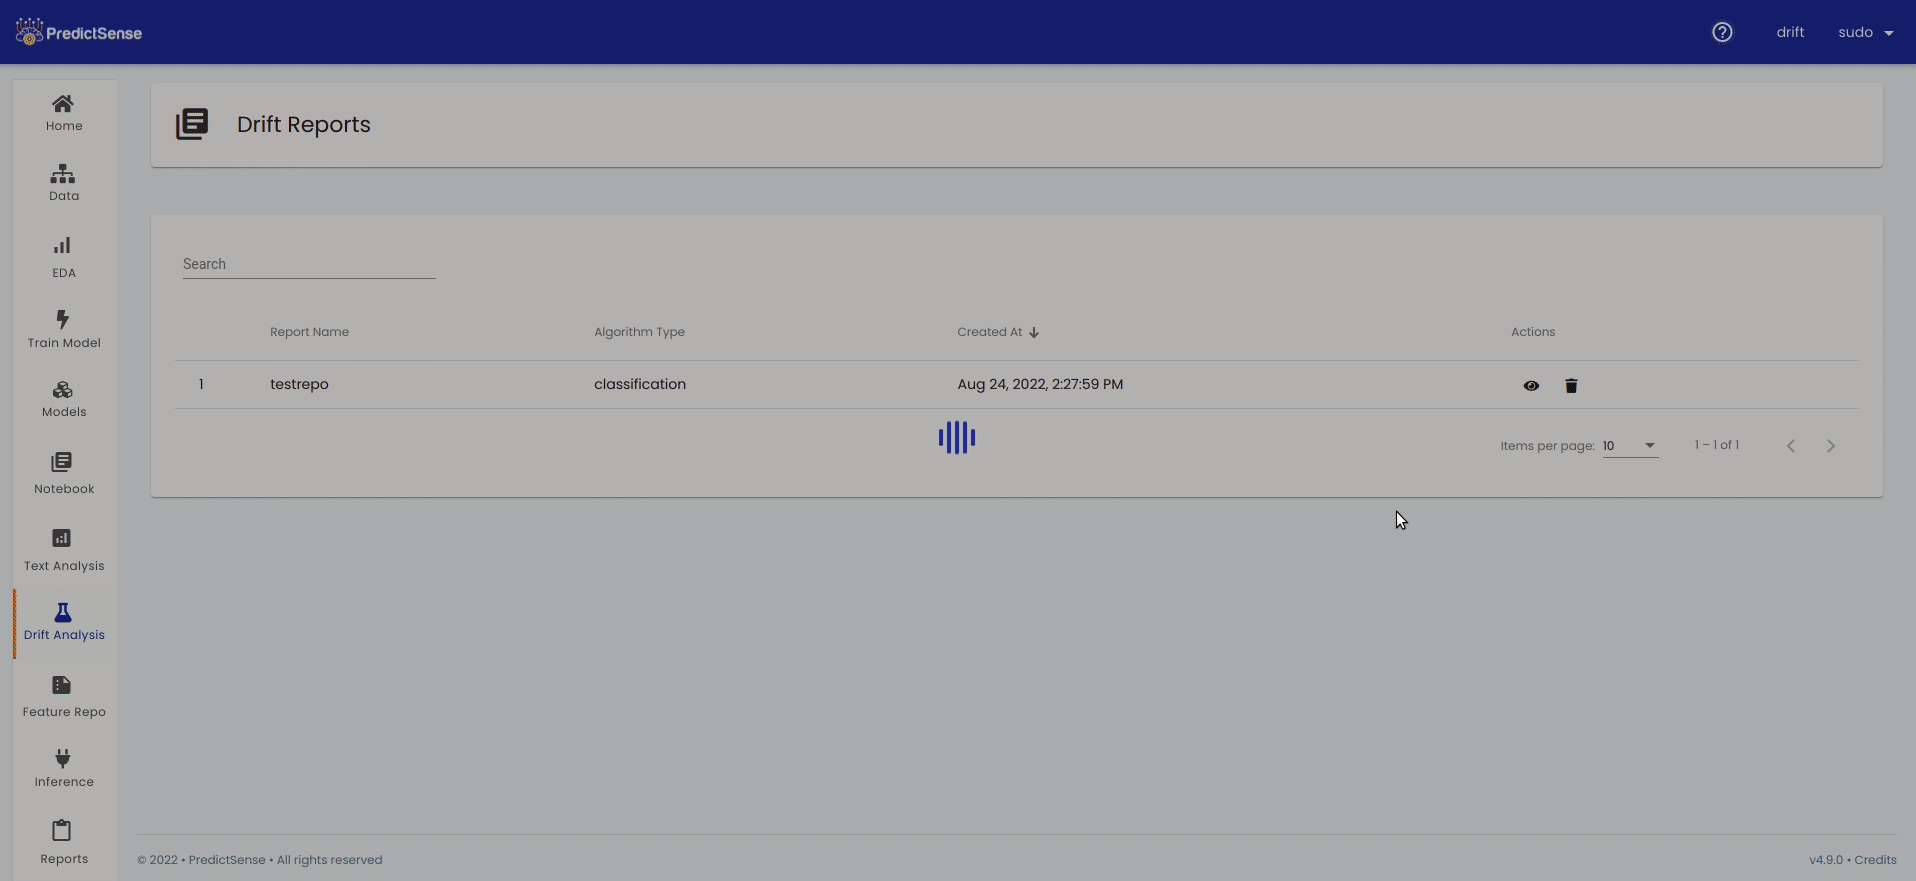 PredictSense
drift
sudo
Home
Data
EDA
Train Model
Models
Notebook
Text Analysis
Drift Analysis
Feature Repo
Inference
Reports
Drift Reports
Search
Report Name Algorithm Type Created At Actions
1 testrepo classification Aug 24, 2022, 2:27:59 PM
Items per page: 10 1 – 1 of 1
© 2022 • PredictSense • All rights reserved
v4.9.0 • Credits